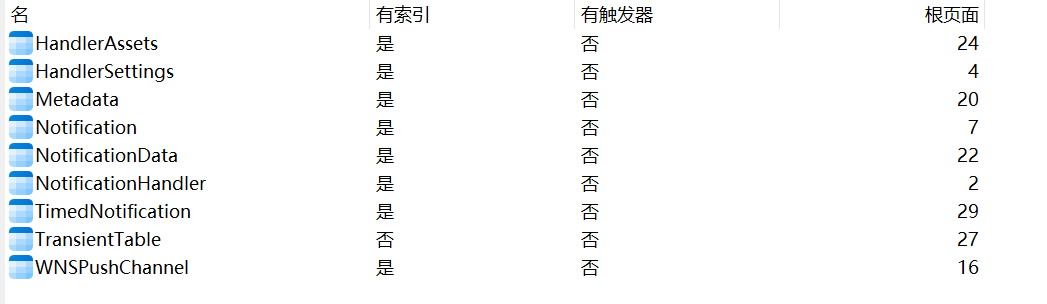 名 有索引 有触发器 根页面
HandlerAssets 是 否 24
HandlerSettings 是 否 4
Metadata 是 否 20
Notification 是 否 7
NotificationData 是 否 22
NotificationHandler 是 否 2
TimedNotification 是 否 29
TransientTable 否 否 27
WNSPushChannel 是 否 16